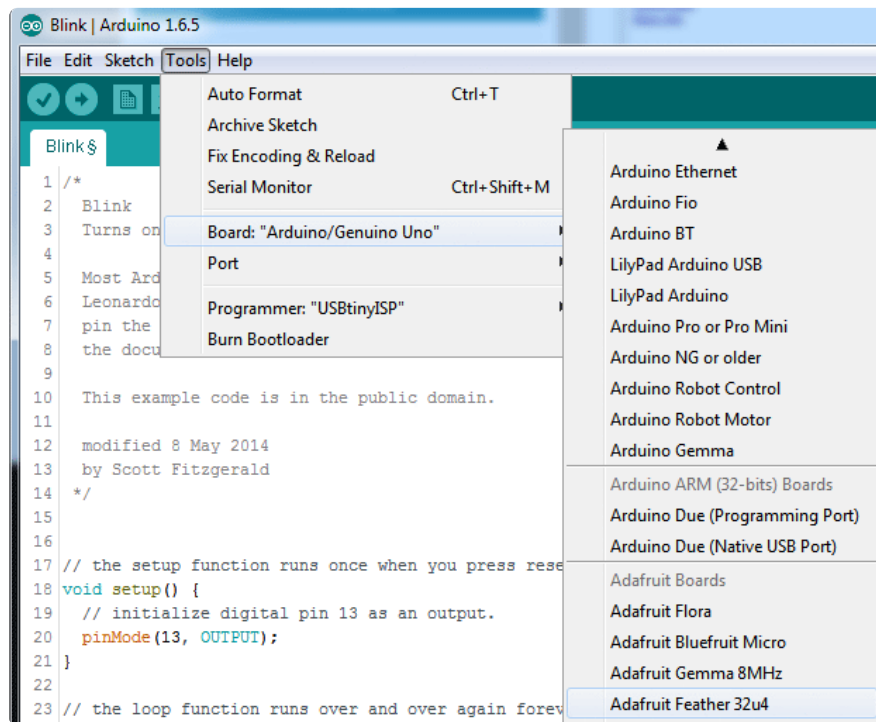 Blink | Arduino 1.6.5
File Edit Sketch Tools Help
Auto Format Ctrl+T
Archive Sketch
Fix Encoding & Reload
Serial Monitor Ctrl+Shift+M
Board: "Arduino/Genuino Uno"
Port
Programmer: "USBtinyISP"
Burn Bootloader
▲
Arduino Ethernet
Arduino Fio
Arduino BT
LilyPad Arduino USB
LilyPad Arduino
Arduino Pro or Pro Mini
Arduino NG or older
Arduino Robot Control
Arduino Robot Motor
Arduino Gemma
Arduino ARM (32-bits) Boards
Arduino Due (Programming Port)
Arduino Due (Native USB Port)
Adafruit Boards
Adafruit Flora
Adafruit Bluefruit Micro
Adafruit Gemma 8MHz
Adafruit Feather 32u4
Blink §
1 /*
2 Blink
3 Turns on
4
5 Most Ard
6 Leonardo
7 pin the
8 the docu
9
10 This example code is in the public domain.
11
12 modified 8 May 2014
13 by Scott Fitzgerald
14 */
15
16
17 // the setup function runs once when you press rese
18 void setup() {
19 // initialize digital pin 13 as an output.
20 pinMode(13, OUTPUT);
21 }
22
23 // the loop function runs over and over again forev